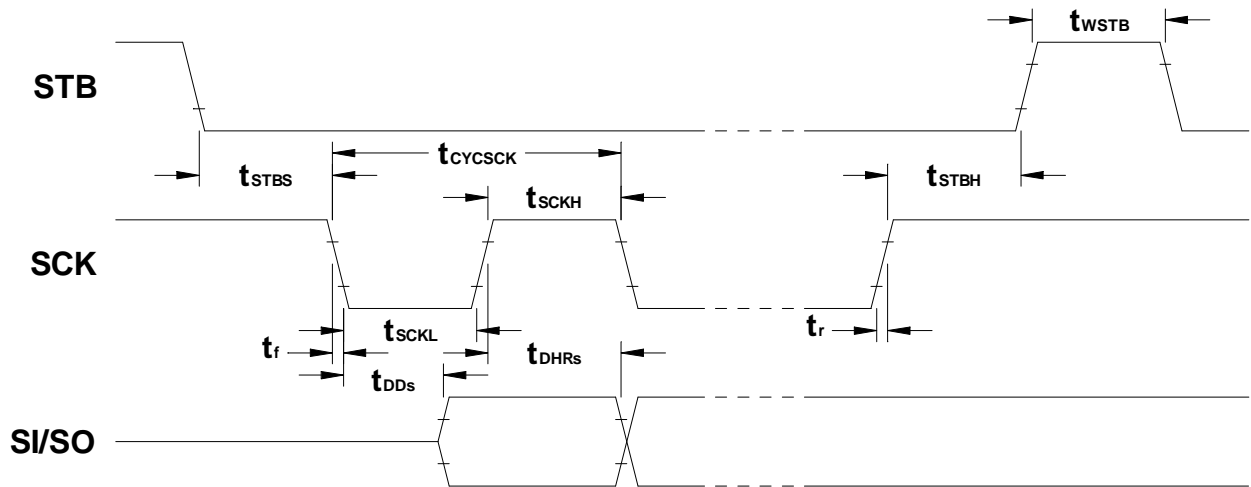 tWSTB
STB
tCYCSCK
tSTBS
tSTBH
tSCKH
SCK
tSCKL
tr
tf
tDHRs
tDDs
SI/SO